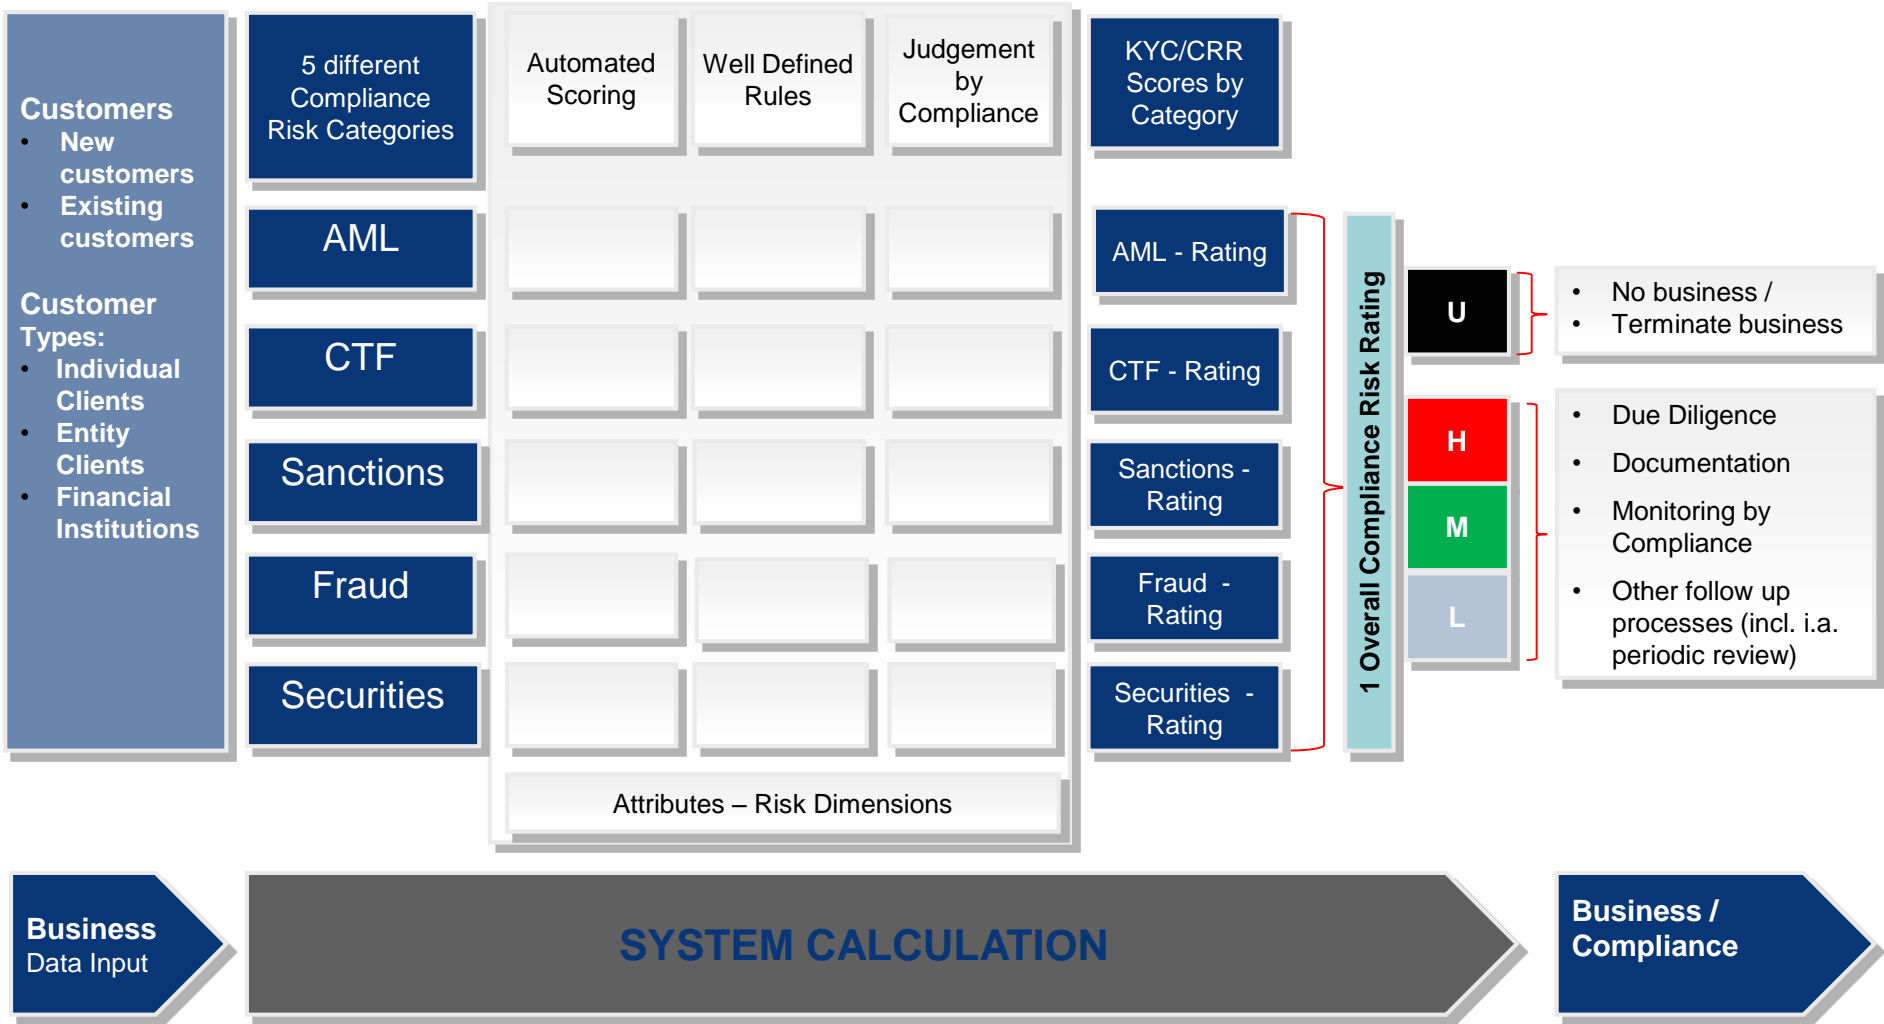 Customers
• New
customers
• Existing
customers
Customer
Types:
• Individual
Clients
• Entity
Clients
• Financial
Institutions
5 different
Compliance
Risk Categories
Automated
Scoring
Well Defined
Rules
Judgement
by
Compliance
KYC/CRR
Scores by
Category
AML
CTF
Sanctions
Fraud
Securities
Attributes – Risk Dimensions
AML - Rating
CTF - Rating
Sanctions -
Rating
Fraud -
Rating
Securities -
Rating
1 Overall Compliance Risk Rating
U
H
M
L
• No business /
• Terminate business
• Due Diligence
• Documentation
• Monitoring by
Compliance
• Other follow up
processes (incl. i.a.
periodic review)
Business
Data Input
SYSTEM CALCULATION
Business /
Compliance